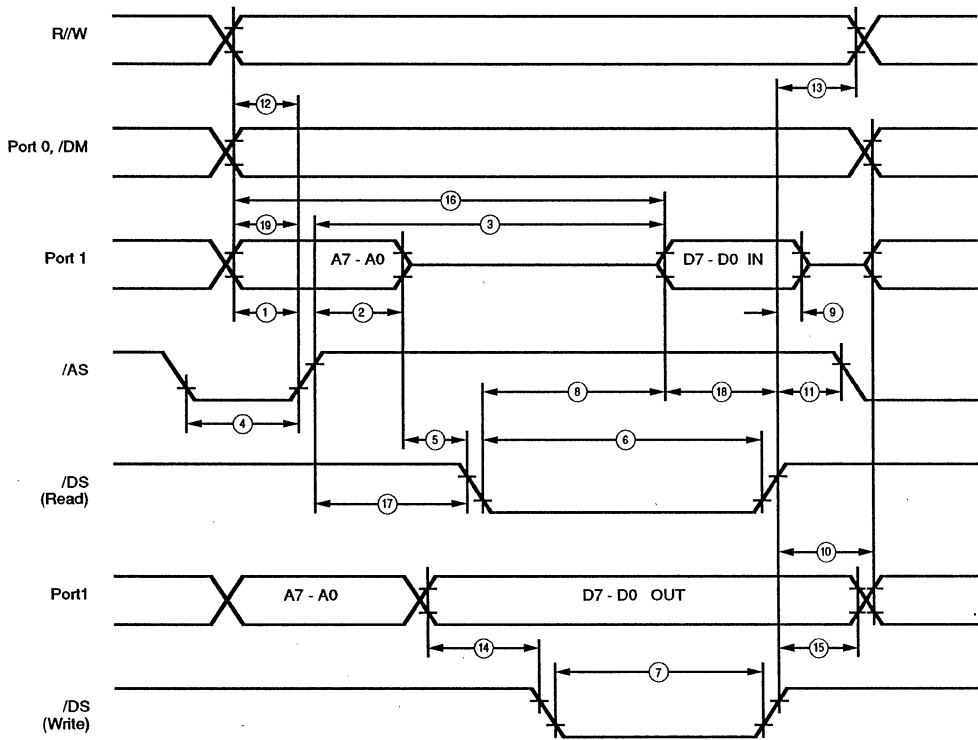 R//W
13
12
Port 0, /DM
16
19
3
Port 1
A7 - A0
D7 - D0 IN
1
2
9
/AS
8
18
11
4
5
6
/DS
(Read)
17
10
Port1
A7 - A0
D7 - D0 OUT
14
15
7
/DS
(Write)